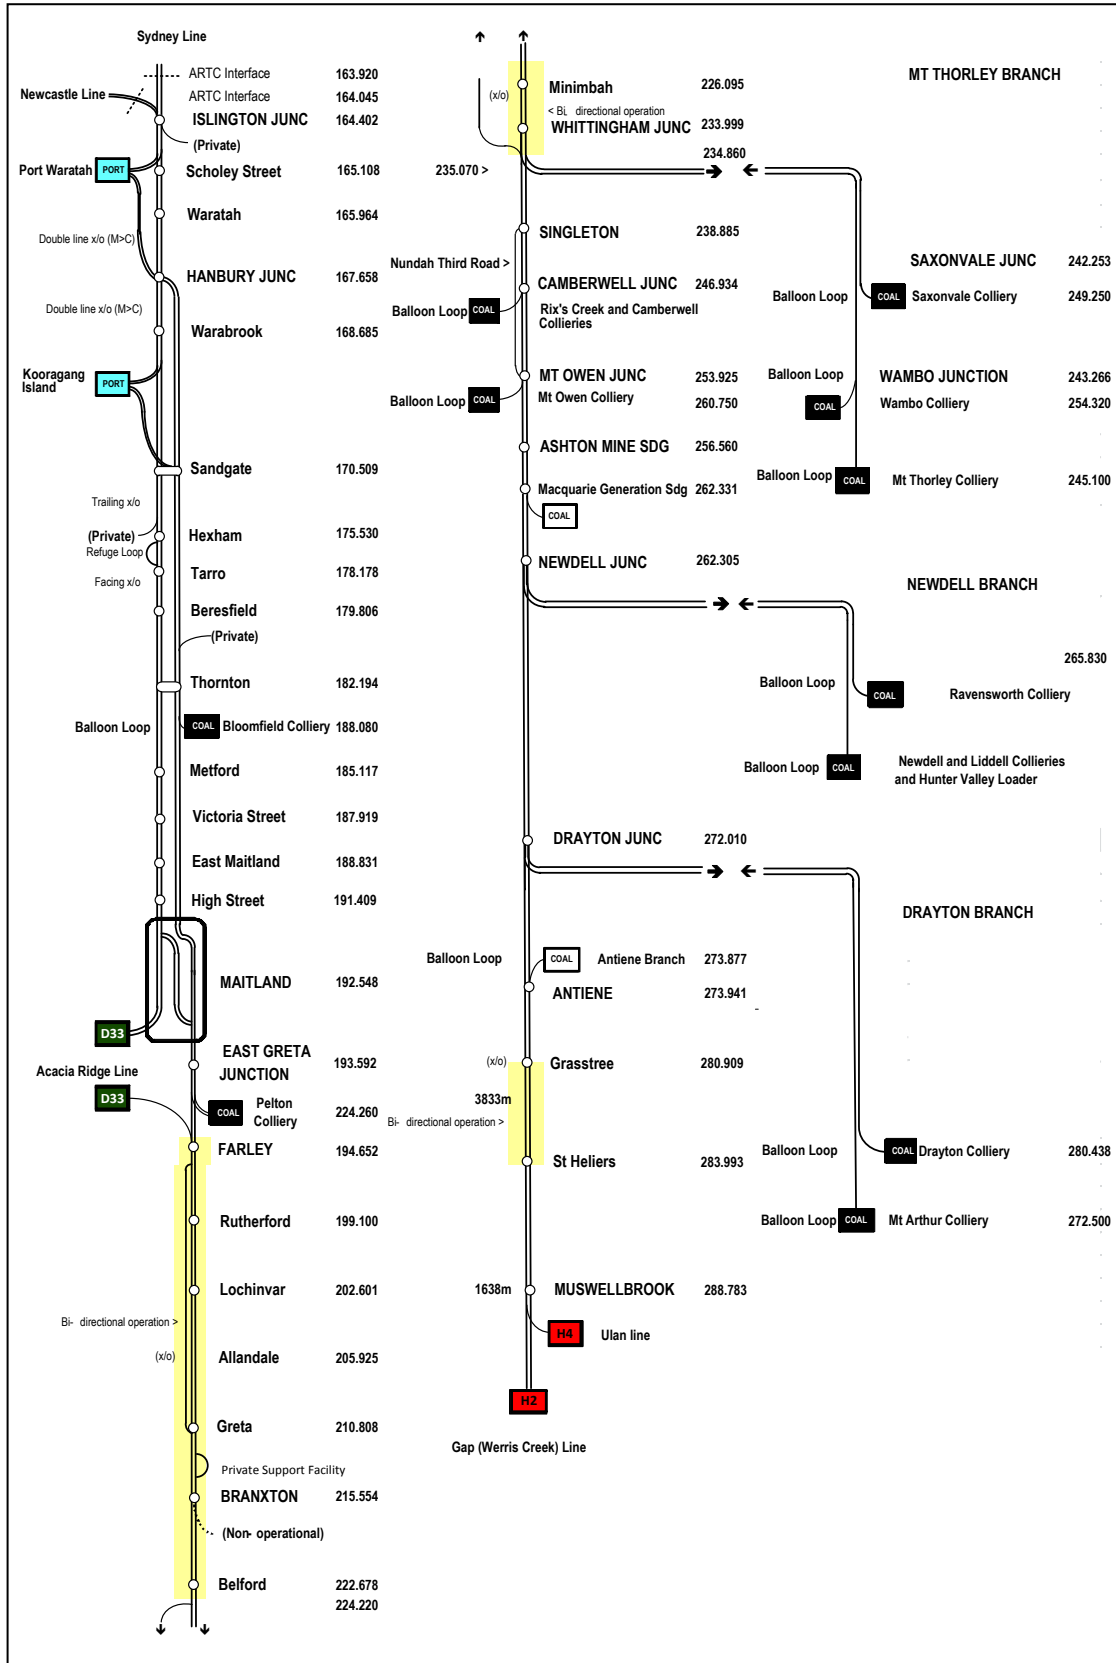 Sydney Line
ARTC Interface 163.920
Newcastle Line
ARTC Interface 164.045
ISLINGTON JUNC 164.402
(Private)
Port Waratah PORT Scholey Street 165.108
Waratah 165.964
Double line x/o (M>C)
HANBURY JUNC 167.658
Double line x/o (M>C)
Warabrook 168.685
Kooragang
Island
PORT
Sandgate 170.509
Trailing x/o
(Private) Hexham 175.530
Refuge Loop
Tarro 178.178
Facing x/o
Beresfield 179.806
(Private)
Thornton 182.194
Balloon Loop COAL Bloomfield Colliery 188.080
Metford 185.117
Victoria Street 187.919
East Maitland 188.831
High Street 191.409
MAITLAND 192.548
D33
EAST GRETA
JUNCTION 193.592
Acacia Ridge Line
D33
COAL Pelton
Colliery 224.260
FARLEY 194.652
Rutherford 199.100
Lochinvar 202.601
Bi- directional operation >
(x/o) Allandale 205.925
Greta 210.808
Private Support Facility
BRANXTON 215.554
(Non- operational)
Belford 222.678
224.220
Minimbah 226.095
(x/o)
< Bi, directional operation
WHITTINGHAM JUNC 233.999
234.860
235.070 >
SINGLETON 238.885
Nundah Third Road >
CAMBERWELL JUNC 246.934
Balloon Loop COAL Rix's Creek and Camberwell
Collieries
MT OWEN JUNC 253.925
Balloon Loop COAL Mt Owen Colliery 260.750
ASHTON MINE SDG 256.560
Macquarie Generation Sdg 262.331
COAL
NEWDELL JUNC 262.305
DRAYTON JUNC 272.010
Balloon Loop COAL Antiene Branch 273.877
ANTIENE 273.941
-
(x/o) Grasstree 280.909
3833m
Bi- directional operation >
St Heliers 283.993
1638m MUSWELLBROOK 288.783
H4 Ulan line
H2
Gap (Werris Creek) Line
MT THORLEY BRANCH
SAXONVALE JUNC 242.253
Balloon Loop COAL Saxonvale Colliery 249.250
Balloon Loop WAMBO JUNCTION 243.266
COAL Wambo Colliery 254.320
Balloon Loop COAL Mt Thorley Colliery 245.100
NEWDELL BRANCH
265.830
Balloon Loop COAL Ravensworth Colliery
Balloon Loop COAL Newdell and Liddell Collieries
and Hunter Valley Loader
DRAYTON BRANCH
Balloon Loop COAL Drayton Colliery 280.438
Balloon Loop COAL Mt Arthur Colliery 272.500